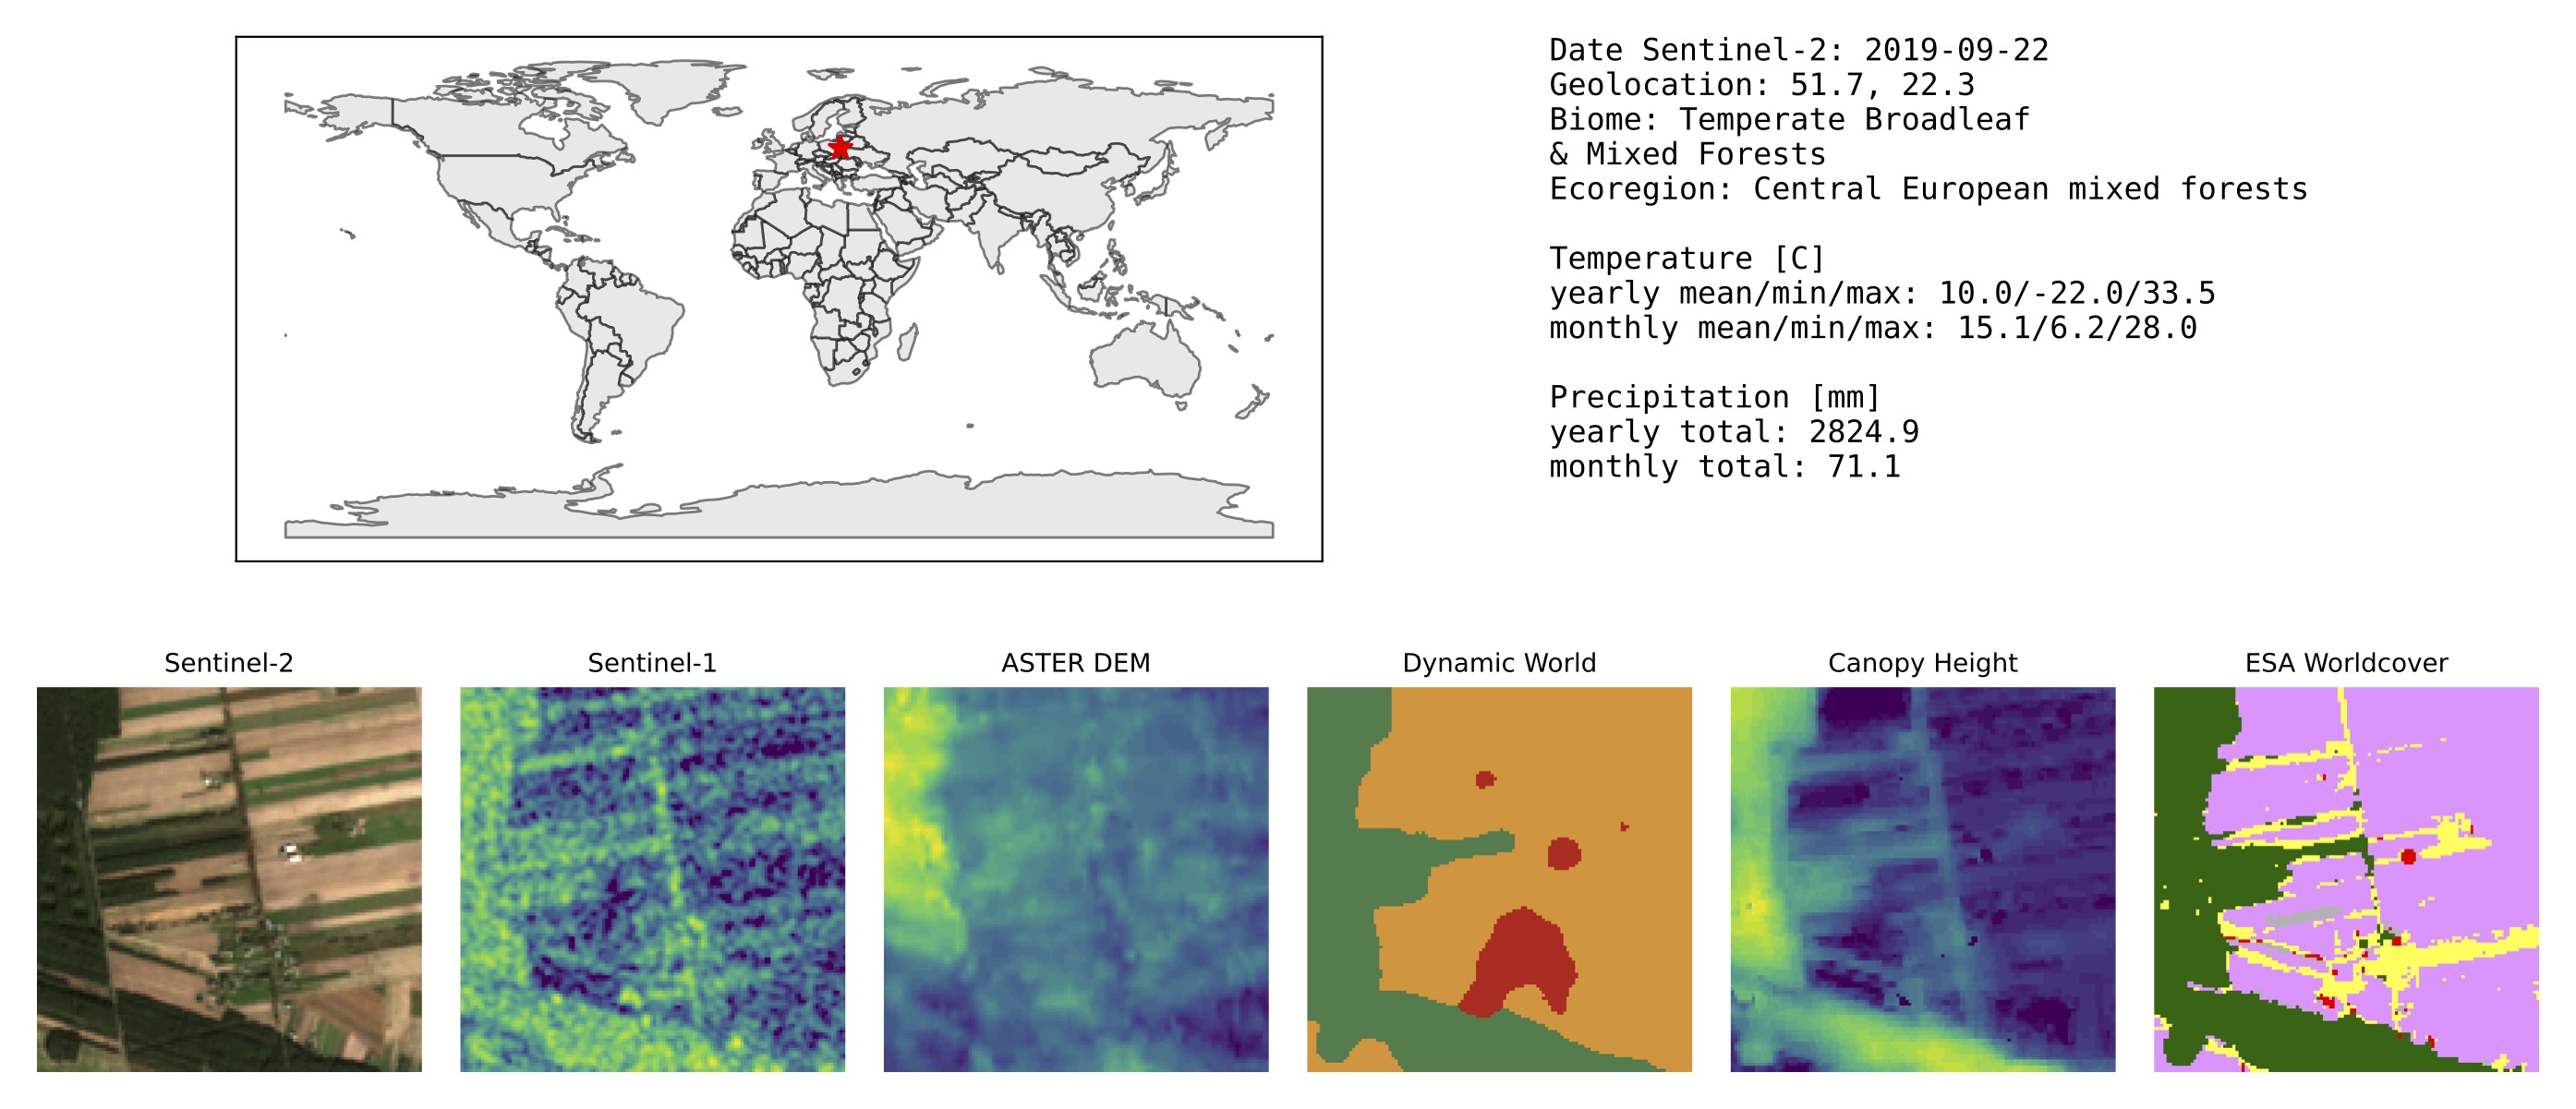 Date Sentinel-2: 2019-09-22
Geolocation: 51.7, 22.3
Biome: Temperate Broadleaf
& Mixed Forests
Ecoregion: Central European mixed forests
Temperature [C]
yearly mean/min/max: 10.0/-22.0/33.5
monthly mean/min/max: 15.1/6.2/28.0
Precipitation [mm]
yearly total: 2824.9
monthly total: 71.1
Sentinel-2
Sentinel-1
ASTER DEM
Dynamic World
Canopy Height
ESA Worldcover